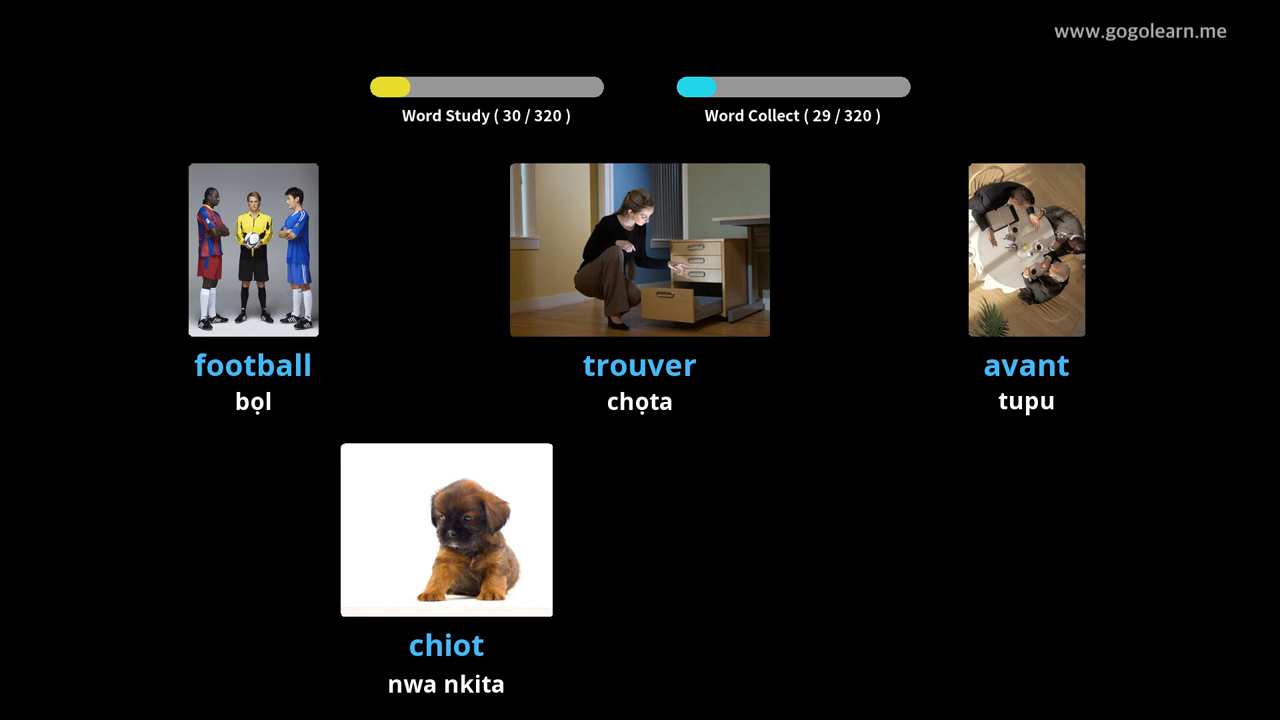 www.gogolearn.me
Word Study ( 30 / 320 )
Word Collect ( 29 / 320 )
football
trouver
avant
bọl
chọta
tupu
chiot
nwa nkita